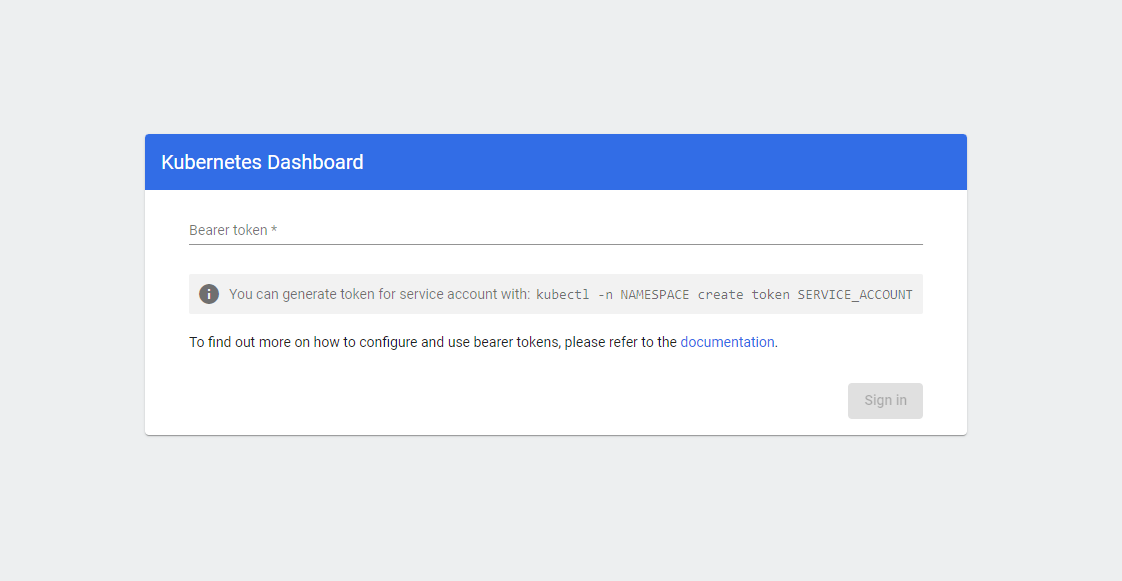 Kubernetes Dashboard
Bearer token *
You can generate token for service account with: kubectl -n NAMESPACE create token SERVICE_ACCOUNT
To find out more on how to configure and use bearer tokens, please refer to the documentation.
Sign in